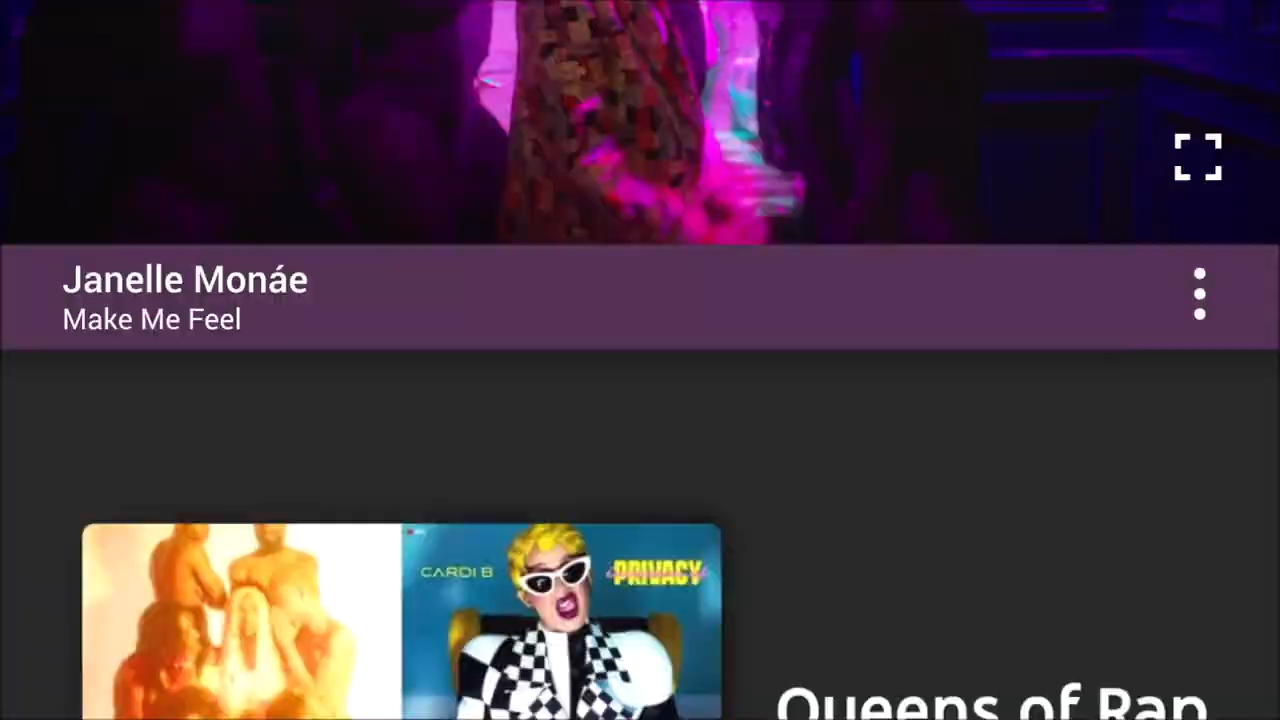 Janelle Monáe
Make Me Feel
CARDI B
PRIVACY
Queens of Rap